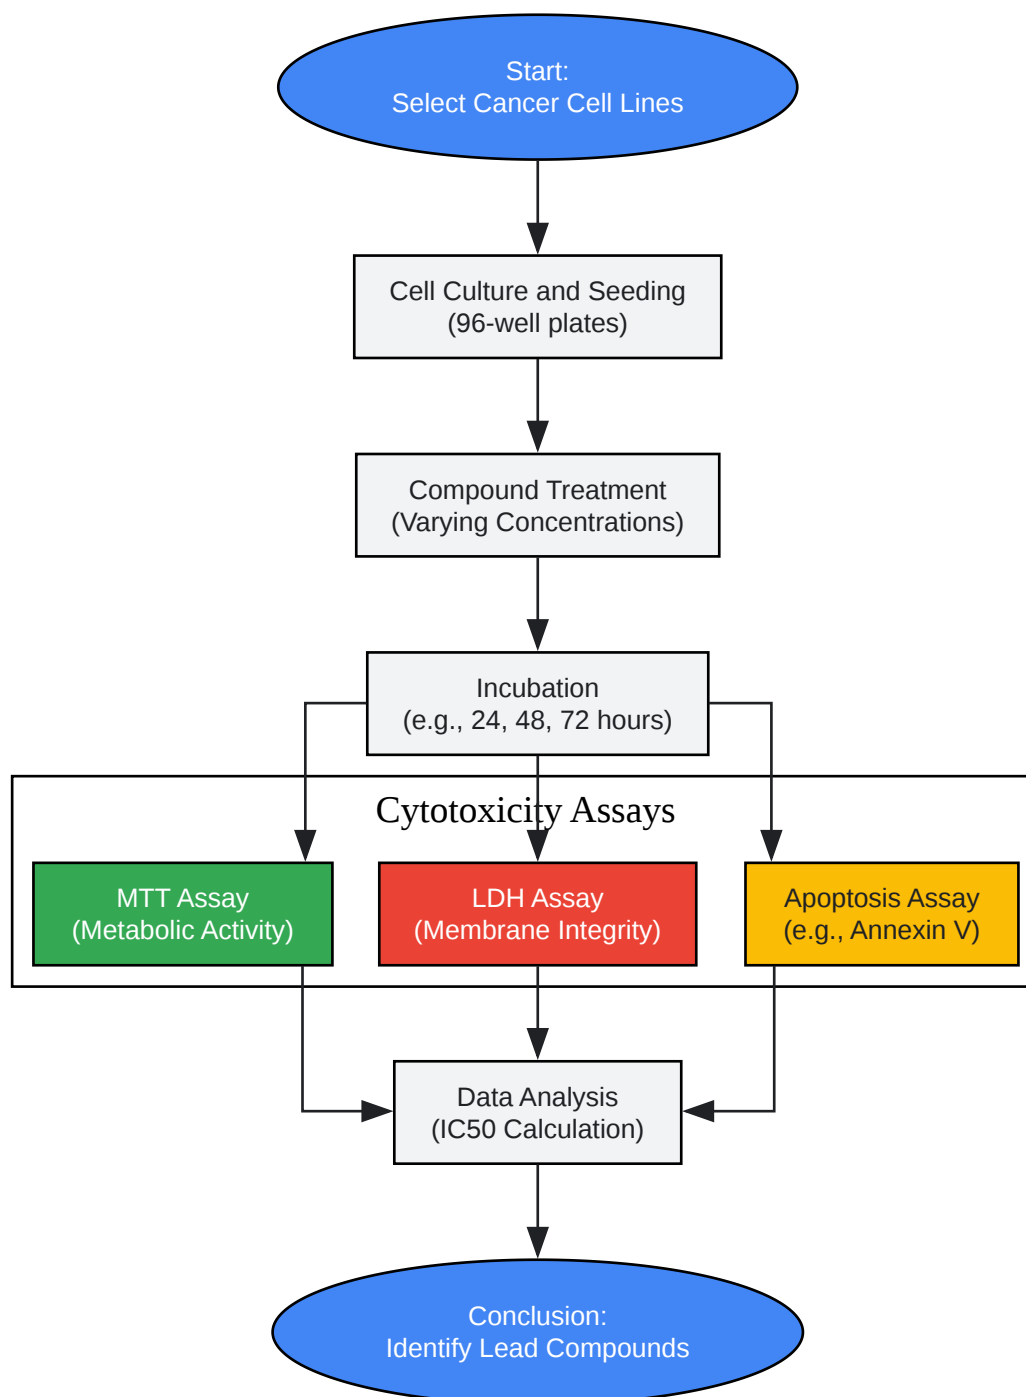 Start:
Select Cancer Cell Lines
Cell Culture and Seeding
(96-well plates)
Compound Treatment
(Varying Concentrations)
Incubation
(e.g., 24, 48, 72 hours)
Cytotoxicity Assays
MTT Assay
(Metabolic Activity)
LDH Assay
(Membrane Integrity)
Apoptosis Assay
(e.g., Annexin V)
Data Analysis
(IC50 Calculation)
Conclusion:
Identify Lead Compounds